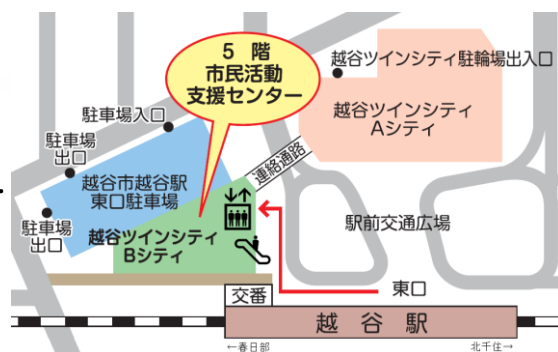 5 階
市民活動
支援センター
越谷ツインシティ駐輪場出入口
越谷ツインシティ
Aシティ
駐車場入口
駐車場
出口
連絡通路
越谷市越谷駅
東口駐車場
駐車場
出口
越谷ツインシティ
Bシティ
駅前交通広場
東口
交番
越谷駅
←春日部
北千住→